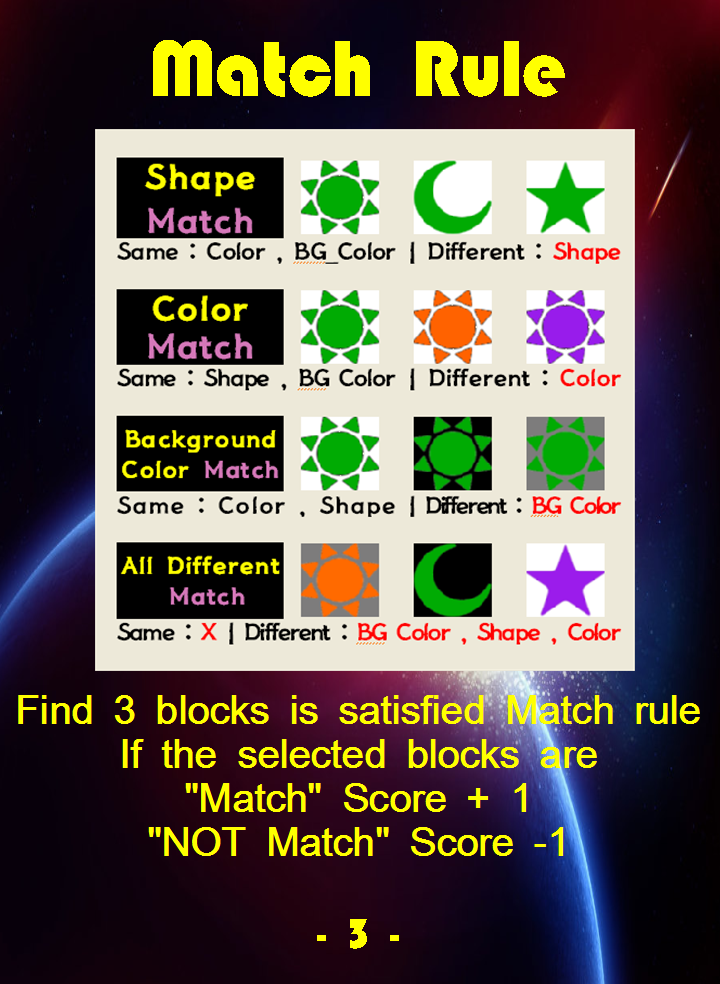 Match Rule
Shape
Match
Same : Color , BG_Color | Different : Shape
Color
Match
Same : Shape , BG Color | Different : Color
Background
Color Match
Same : Color , Shape | Different : BG Color
All Different
Match
Same : X | Different : BG Color , Shape , Color
Find 3 blocks is satisfied Match rule
If the selected blocks are
"Match" Score + 1
"NOT Match" Score -1
- 3 -